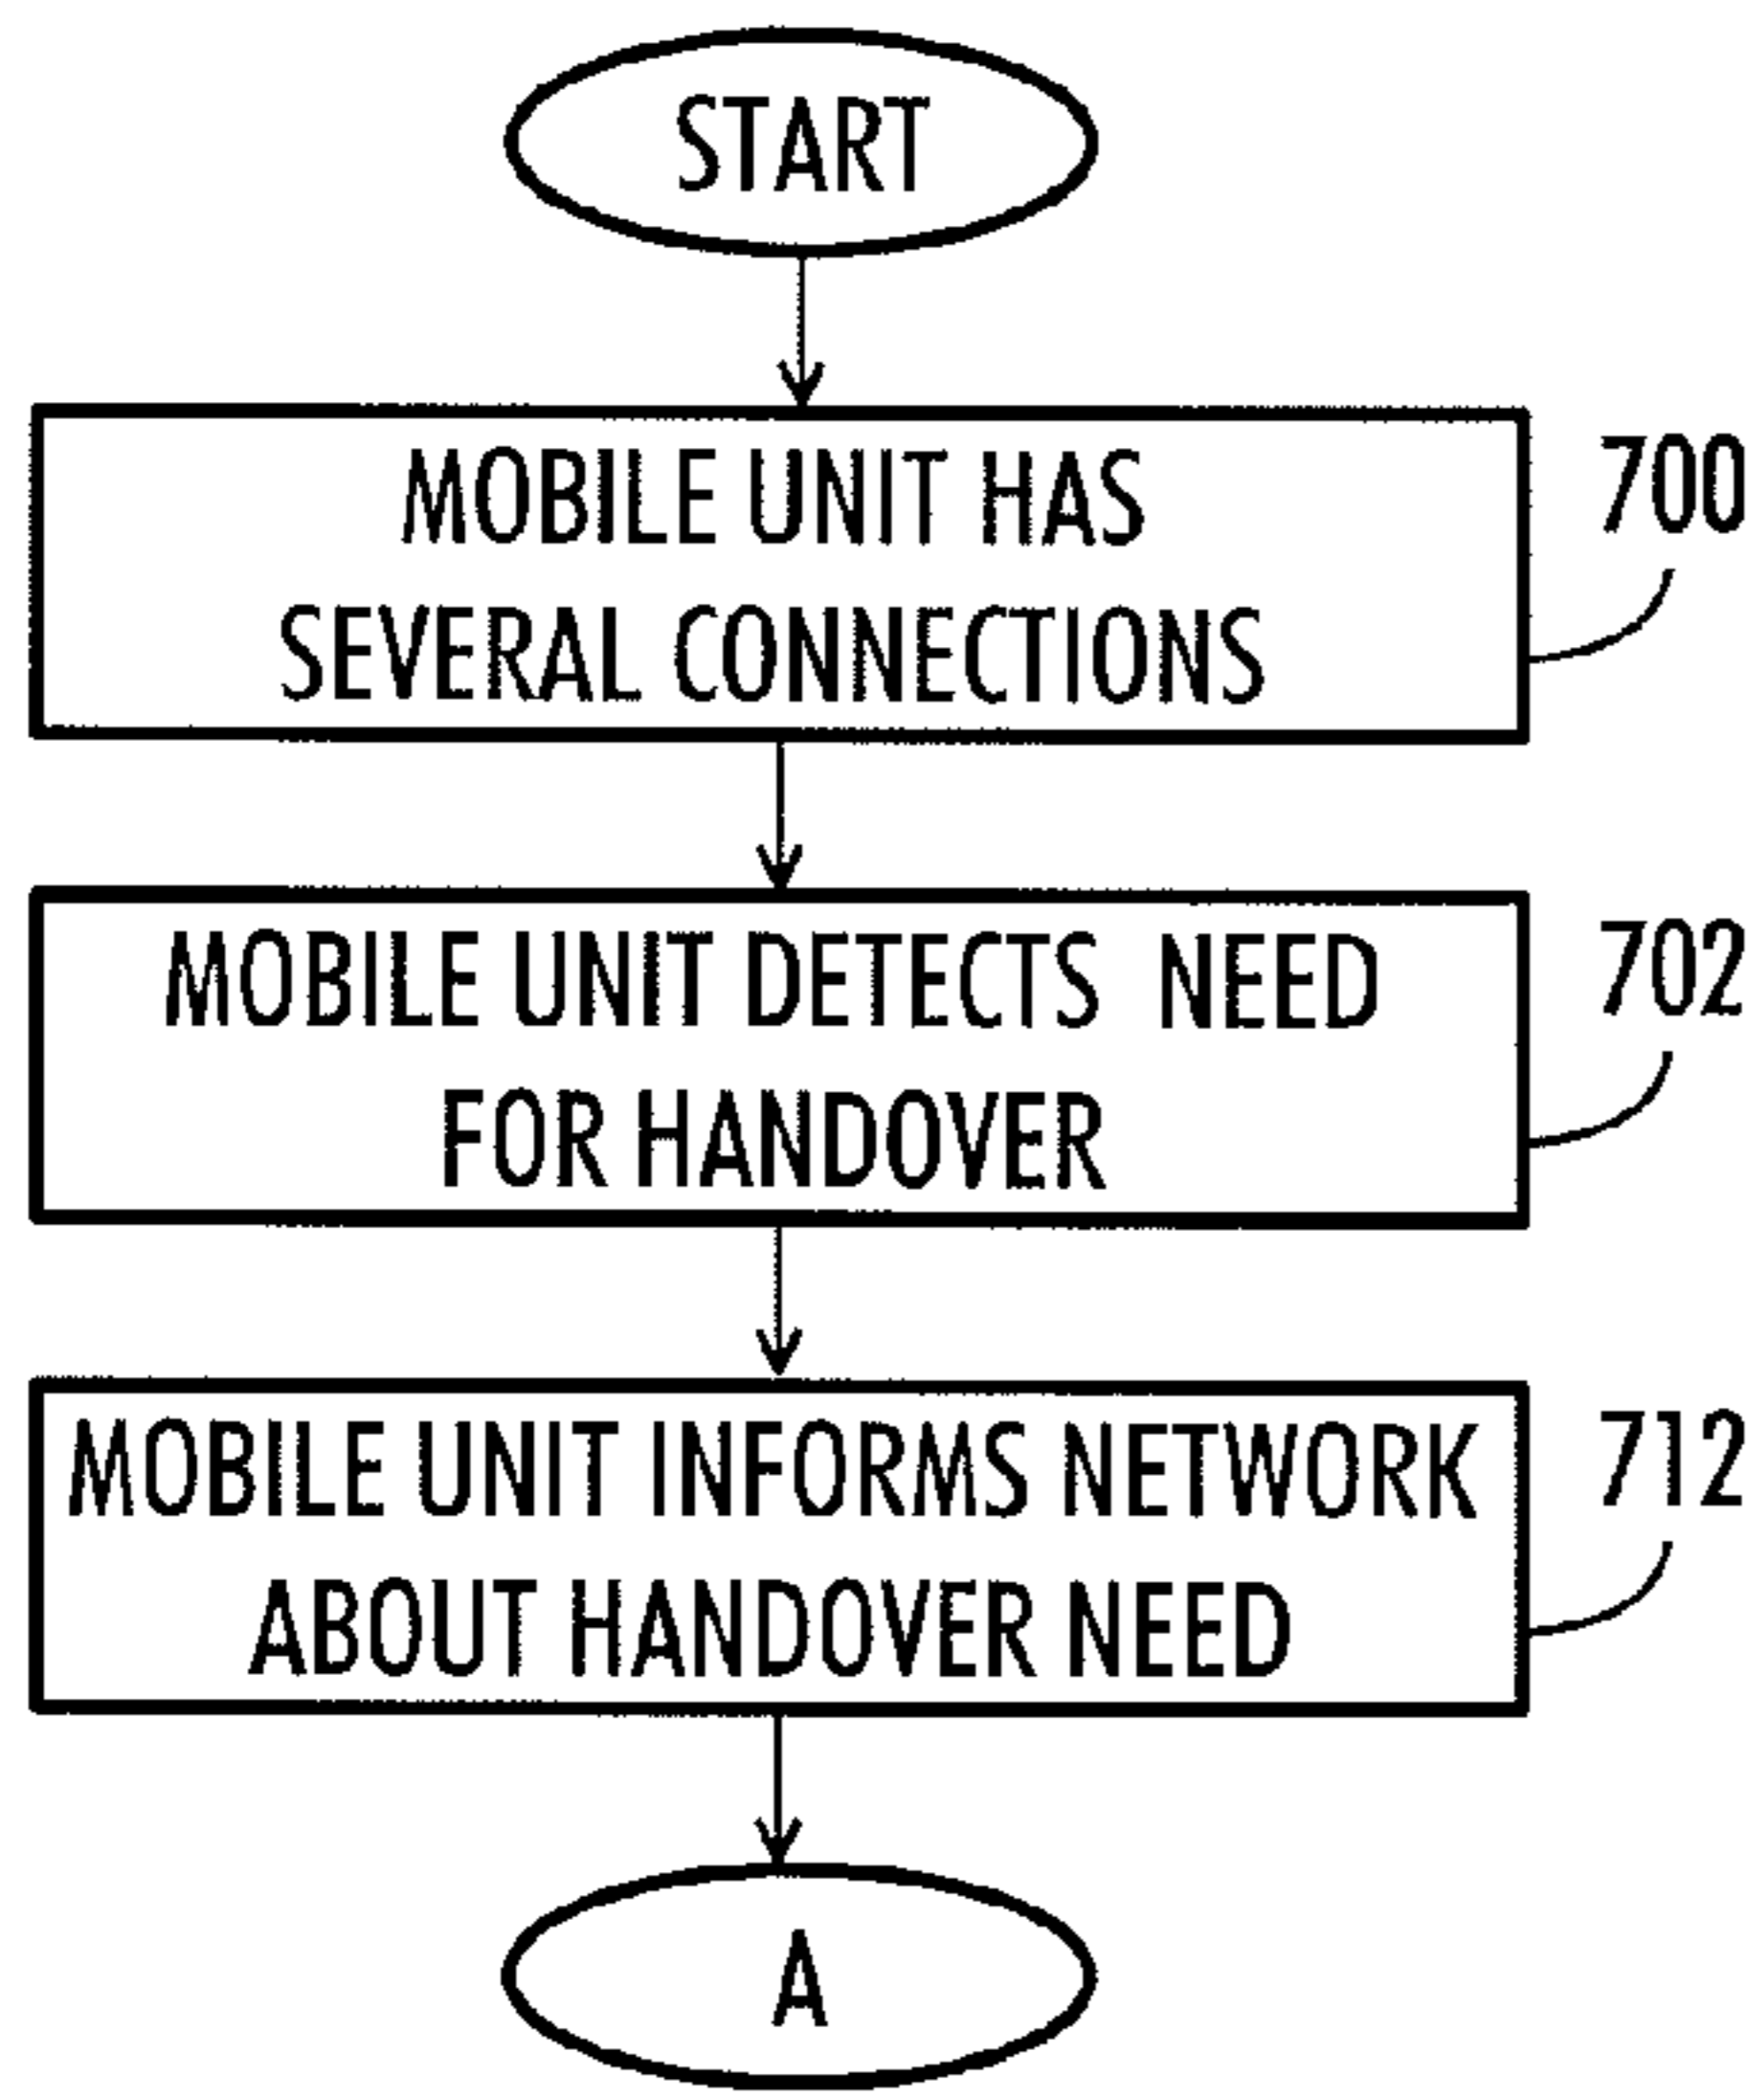 START
MOBILE UNIT HAS
SEVERAL CONNECTIONS
700
MOBILE UNIT DETECTS NEED
FOR HANDOVER
702
MOBILE UNIT INFORMS NETWORK
ABOUT HANDOVER NEED
712
A